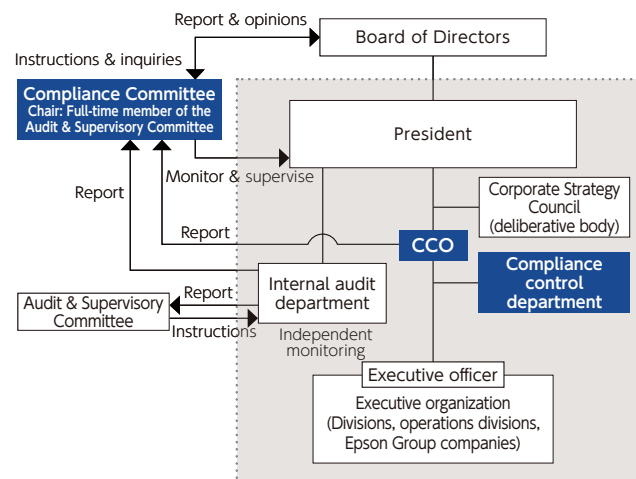 Report & opinions
Board of Directors
Instructions & inquiries
Compliance Committee
Chair: Full-time member of the
Audit & Supervisory Committee
President
Monitor & supervise
Report
Corporate Strategy
Council
(deliberative body)
Report
CCO
Compliance
control
department
Internal audit
department
Report
Audit & Supervisory
Committee
Instructions
Independent
monitoring
Executive officer
Executive organization
(Divisions, operations divisions,
Epson Group companies)